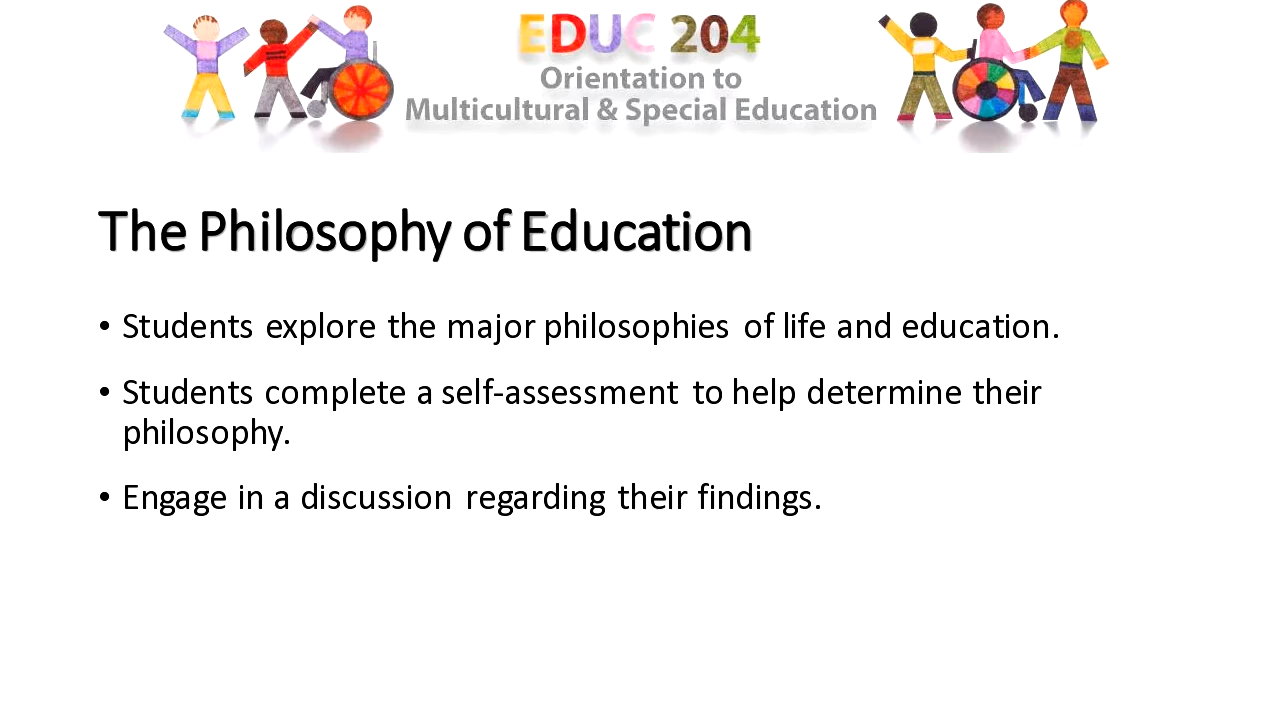 EDUC 204
Orientation to
Multicultural & Special Education
The Philosophy of Education
• Students explore the major philosophies of life and education.
• Students complete a self-assessment to help determine their
philosophy.
• Engage in a discussion regarding their findings.